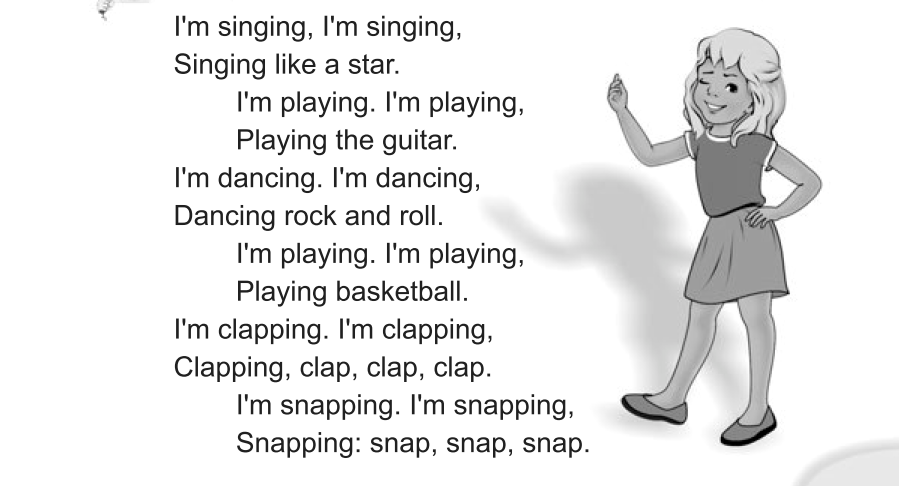 I'm singing, I'm singing,
Singing like a star.
I'm playing. I'm playing,
Playing the guitar.
I'm dancing. I'm dancing,
Dancing rock and roll.
I'm playing. I'm playing,
Playing basketball.
I'm clapping. I'm clapping,
Clapping, clap, clap, clap.
I'm snapping. I'm snapping,
Snapping: snap, snap, snap.